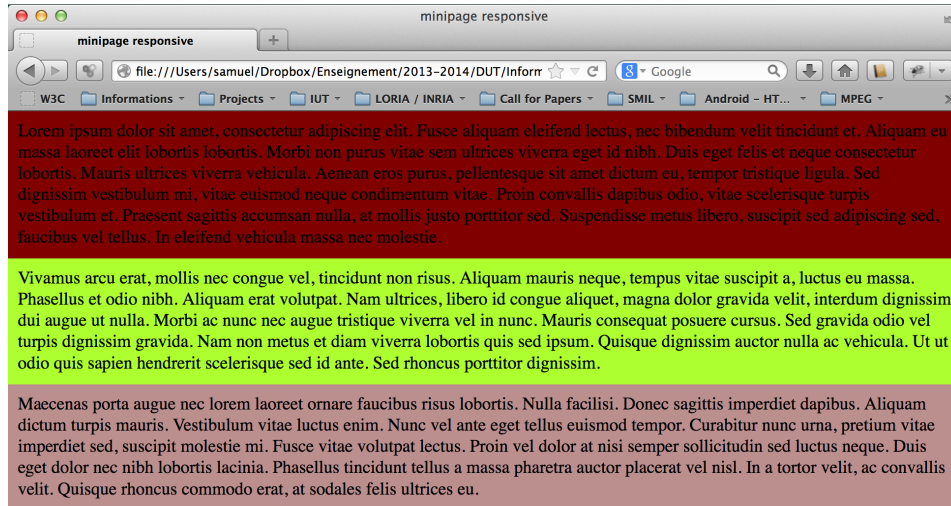 minipage responsive
minipage responsive
file:///Users/samuel/Dropbox/Enseignement/2013-2014/DUT/Inform Google
W3C Informations Projects IUT LORIA / INRIA Call for Papers SMIL Android - HT... MPEG
Lorem ipsum dolor sit amet, consectetur adipiscing elit. Fusce aliquam eleifend lectus, nec bibendum velit tincidunt et. Aliquam eu
massa laoreet elit lobortis lobortis. Morbi non purus vitae sem ultrices viverra eget id nibh. Duis eget felis et neque consectetur
lobortis. Mauris ultrices viverra vehicula. Aenean eros purus, pellentesque sit amet dictum eu, tempor tristique ligula. Sed
dignissim vestibulum mi, vitae euismod neque condimentum vitae. Proin convallis dapibus odio, vitae scelerisque turpis
vestibulum et. Praesent sagittis accumsan nulla, at mollis justo porttitor sed. Suspendisse metus libero, suscipit sed adipiscing sed,
faucibus vel tellus. In eleifend vehicula massa nec molestie.
Vivamus arcu erat, mollis nec congue vel, tincidunt non risus. Aliquam mauris neque, tempus vitae suscipit a, luctus eu massa.
Phasellus et odio nibh. Aliquam erat volutpat. Nam ultrices, libero id congue aliquet, magna dolor gravida velit, interdum dignissim
dui augue ut nulla. Morbi ac nunc nec augue tristique viverra vel in nunc. Mauris consequat posuere cursus. Sed gravida odio vel
turpis dignissim gravida. Nam non metus et diam viverra lobortis quis sed ipsum. Quisque dignissim auctor nulla ac vehicula. Ut ut
odio quis sapien hendrerit scelerisque sed id ante. Sed rhoncus porttitor dignissim.
Maecenas porta augue nec lorem laoreet ornare faucibus risus lobortis. Nulla facilisi. Donec sagittis imperdiet dapibus. Aliquam
dictum turpis mauris. Vestibulum vitae luctus enim. Nunc vel ante eget tellus euismod tempor. Curabitur nunc urna, pretium vitae
imperdiet sed, suscipit molestie mi. Fusce vitae volutpat lectus. Proin vel dolor at nisi semper sollicitudin sed luctus neque. Duis
eget dolor nec nibh lobortis lacinia. Phasellus tincidunt tellus a massa pharetra auctor placerat vel nisl. In a tortor velit, ac convallis
velit. Quisque rhoncus commodo erat, at sodales felis ultrices eu.